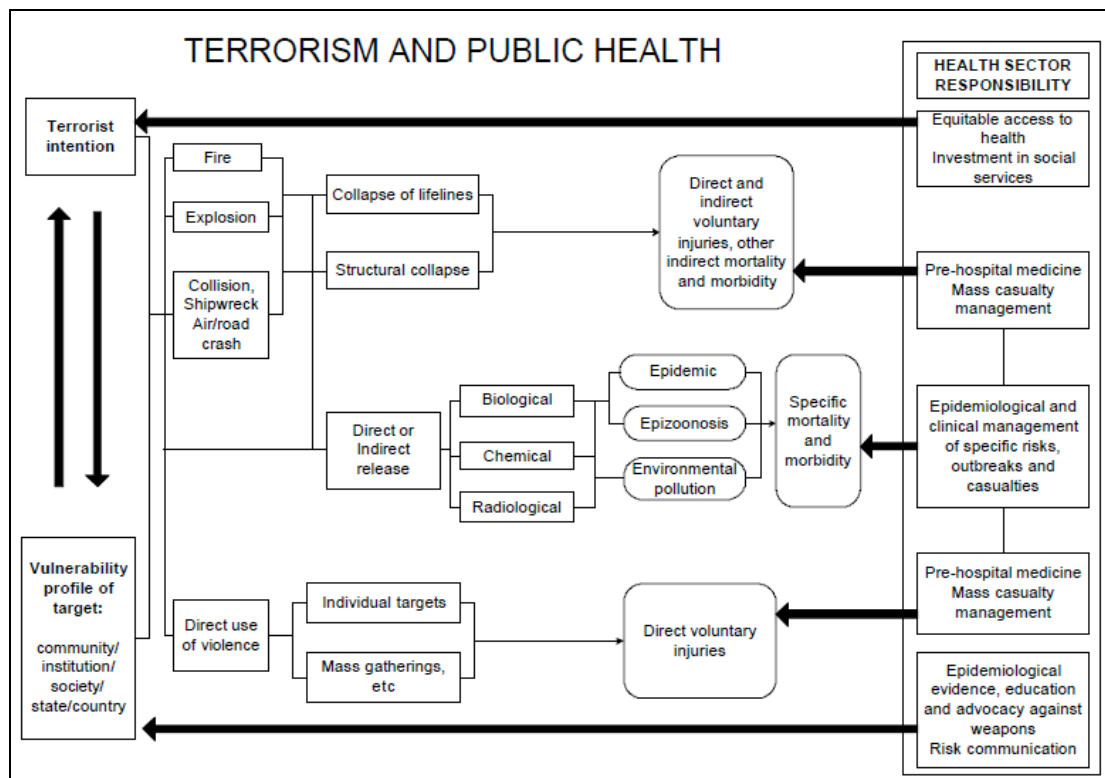 TERRORISM AND PUBLIC HEALTH
HEALTH SECTOR
RESPONSIBILITY
Terrorist
intention
Equitable access to
health
Investment in social
services
Fire
Explosion
Collision,
Shipwreck
Air/road
crash
Collapse of lifelines
Structural collapse
Direct and
indirect voluntary
injuries, other
indirect mortality
and morbidity
Pre-hospital medicine
Mass casualty
management
Direct or
Indirect
release
Biological
Chemical
Radiological
Epidemic
Epizoonosis
Environmental
pollution
Specific
mortality
and
morbidity
Epidemiological and
clinical management
of specific risks,
outbreaks and
casualties
Vulnerability
profile of
target:
community/
institution/
society/
state/country
Direct use
of violence
Individual targets
Mass gatherings,
etc
Direct voluntary
injuries
Pre-hospital medicine
Mass casualty
management
Epidemiological
evidence, education
and advocacy against
weapons
Risk communication